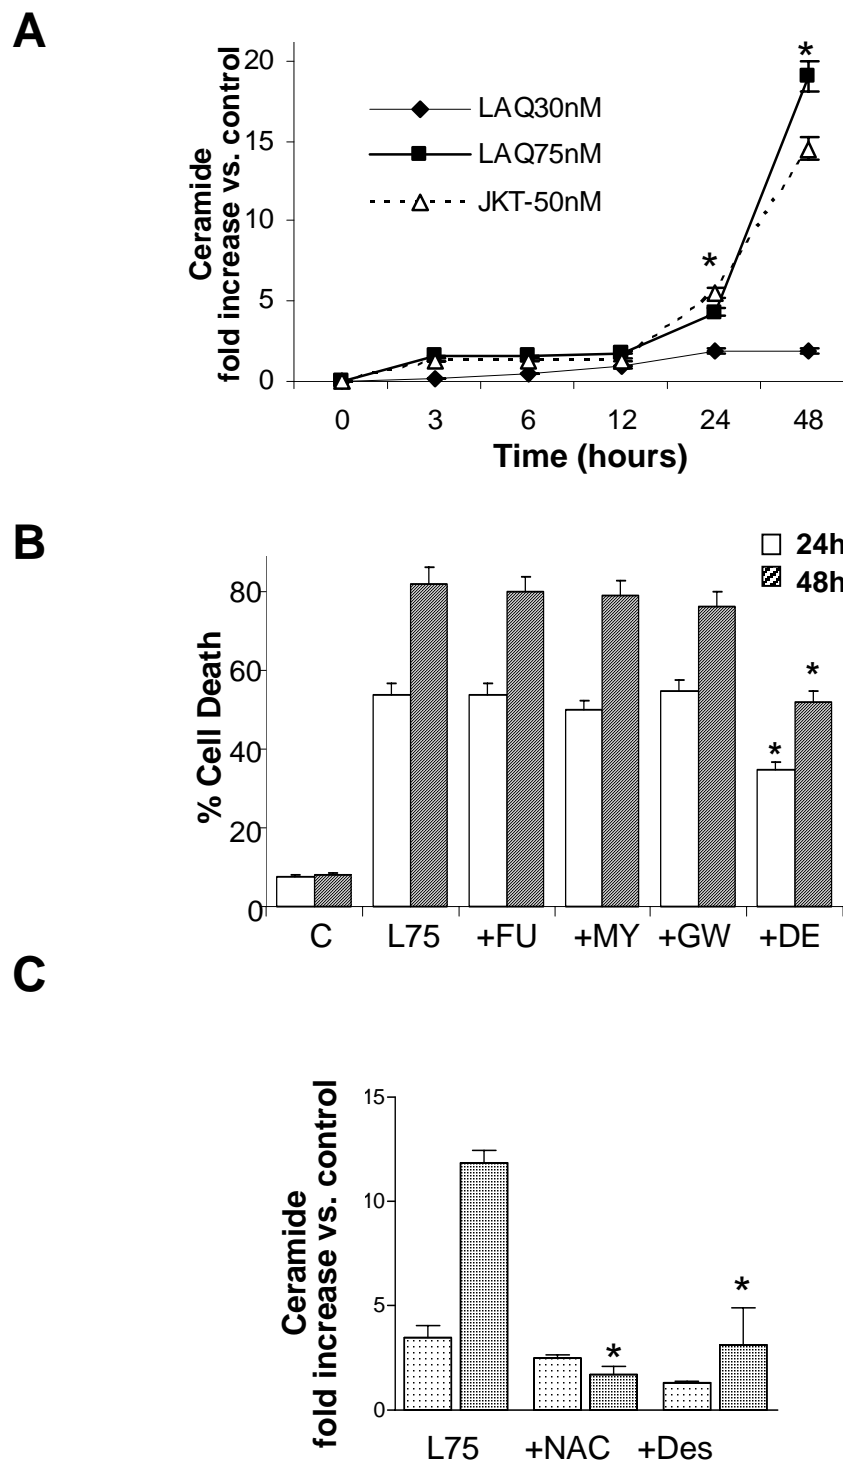 A
Ceramide
fold increase vs. control
20
15
10
5
0
LAQ30nM
LAQ75nM
JKT-50nM
*
*
0 3 6 12 24 48
Time (hours)
B
24h
48h
% Cell Death
80
60
40
20
0
*
*
C L75 +FU +MY +GW +DE
C
Ceramide
fold increase vs. control
15
10
5
0
*
*
L75 +NAC +Des